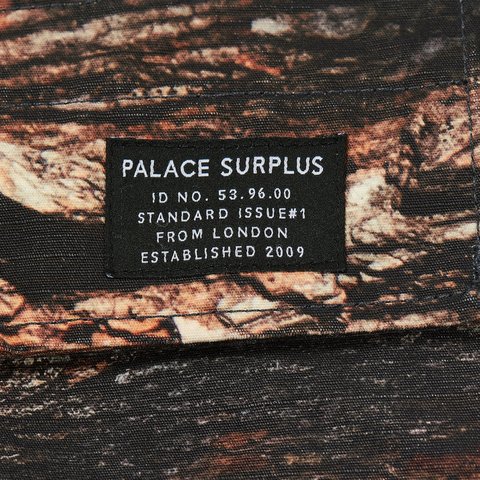 PALACE SURPLUS
ID NO. 53.96.00
STANDARD ISSUE#1
FROM LONDON
ESTABLISHED 2009